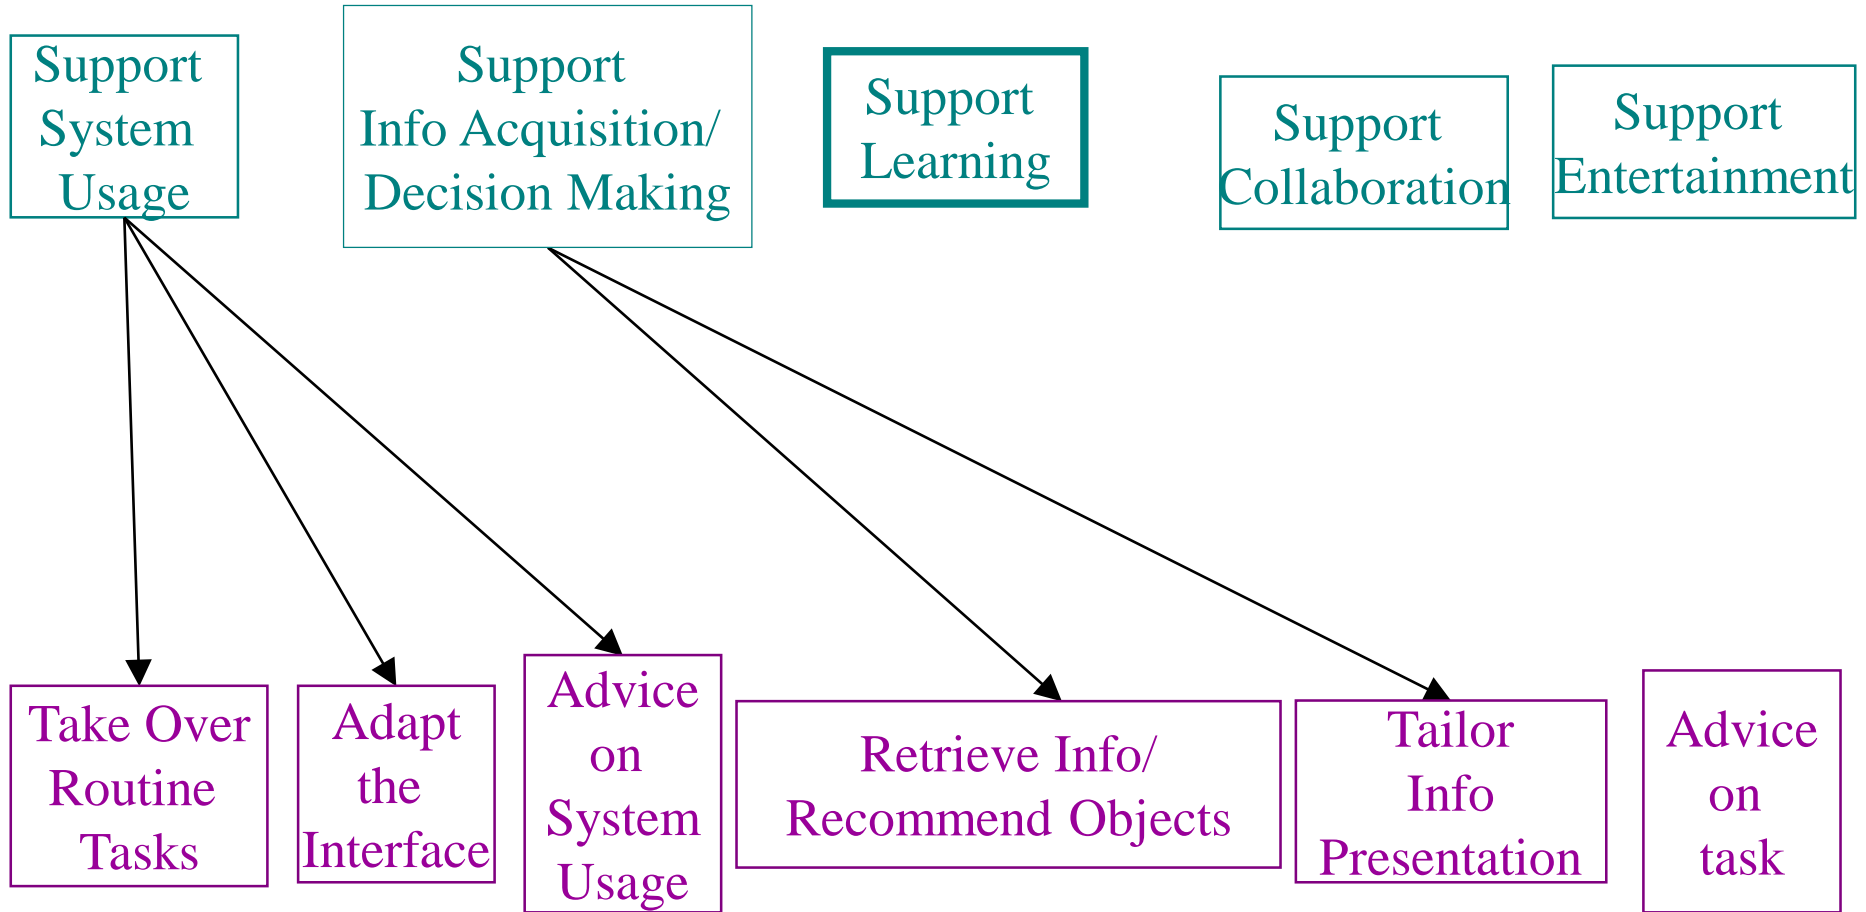 Support
System
Usage
Support
Info Acquisition/
Decision Making
Support
Learning
Support
Collaboration
Support
Entertainment
Take Over
Routine
Tasks
Adapt
the
Interface
Advice
on
System
Usage
Retrieve Info/
Recommend Objects
Tailor
Info
Presentation
Advice
on
task